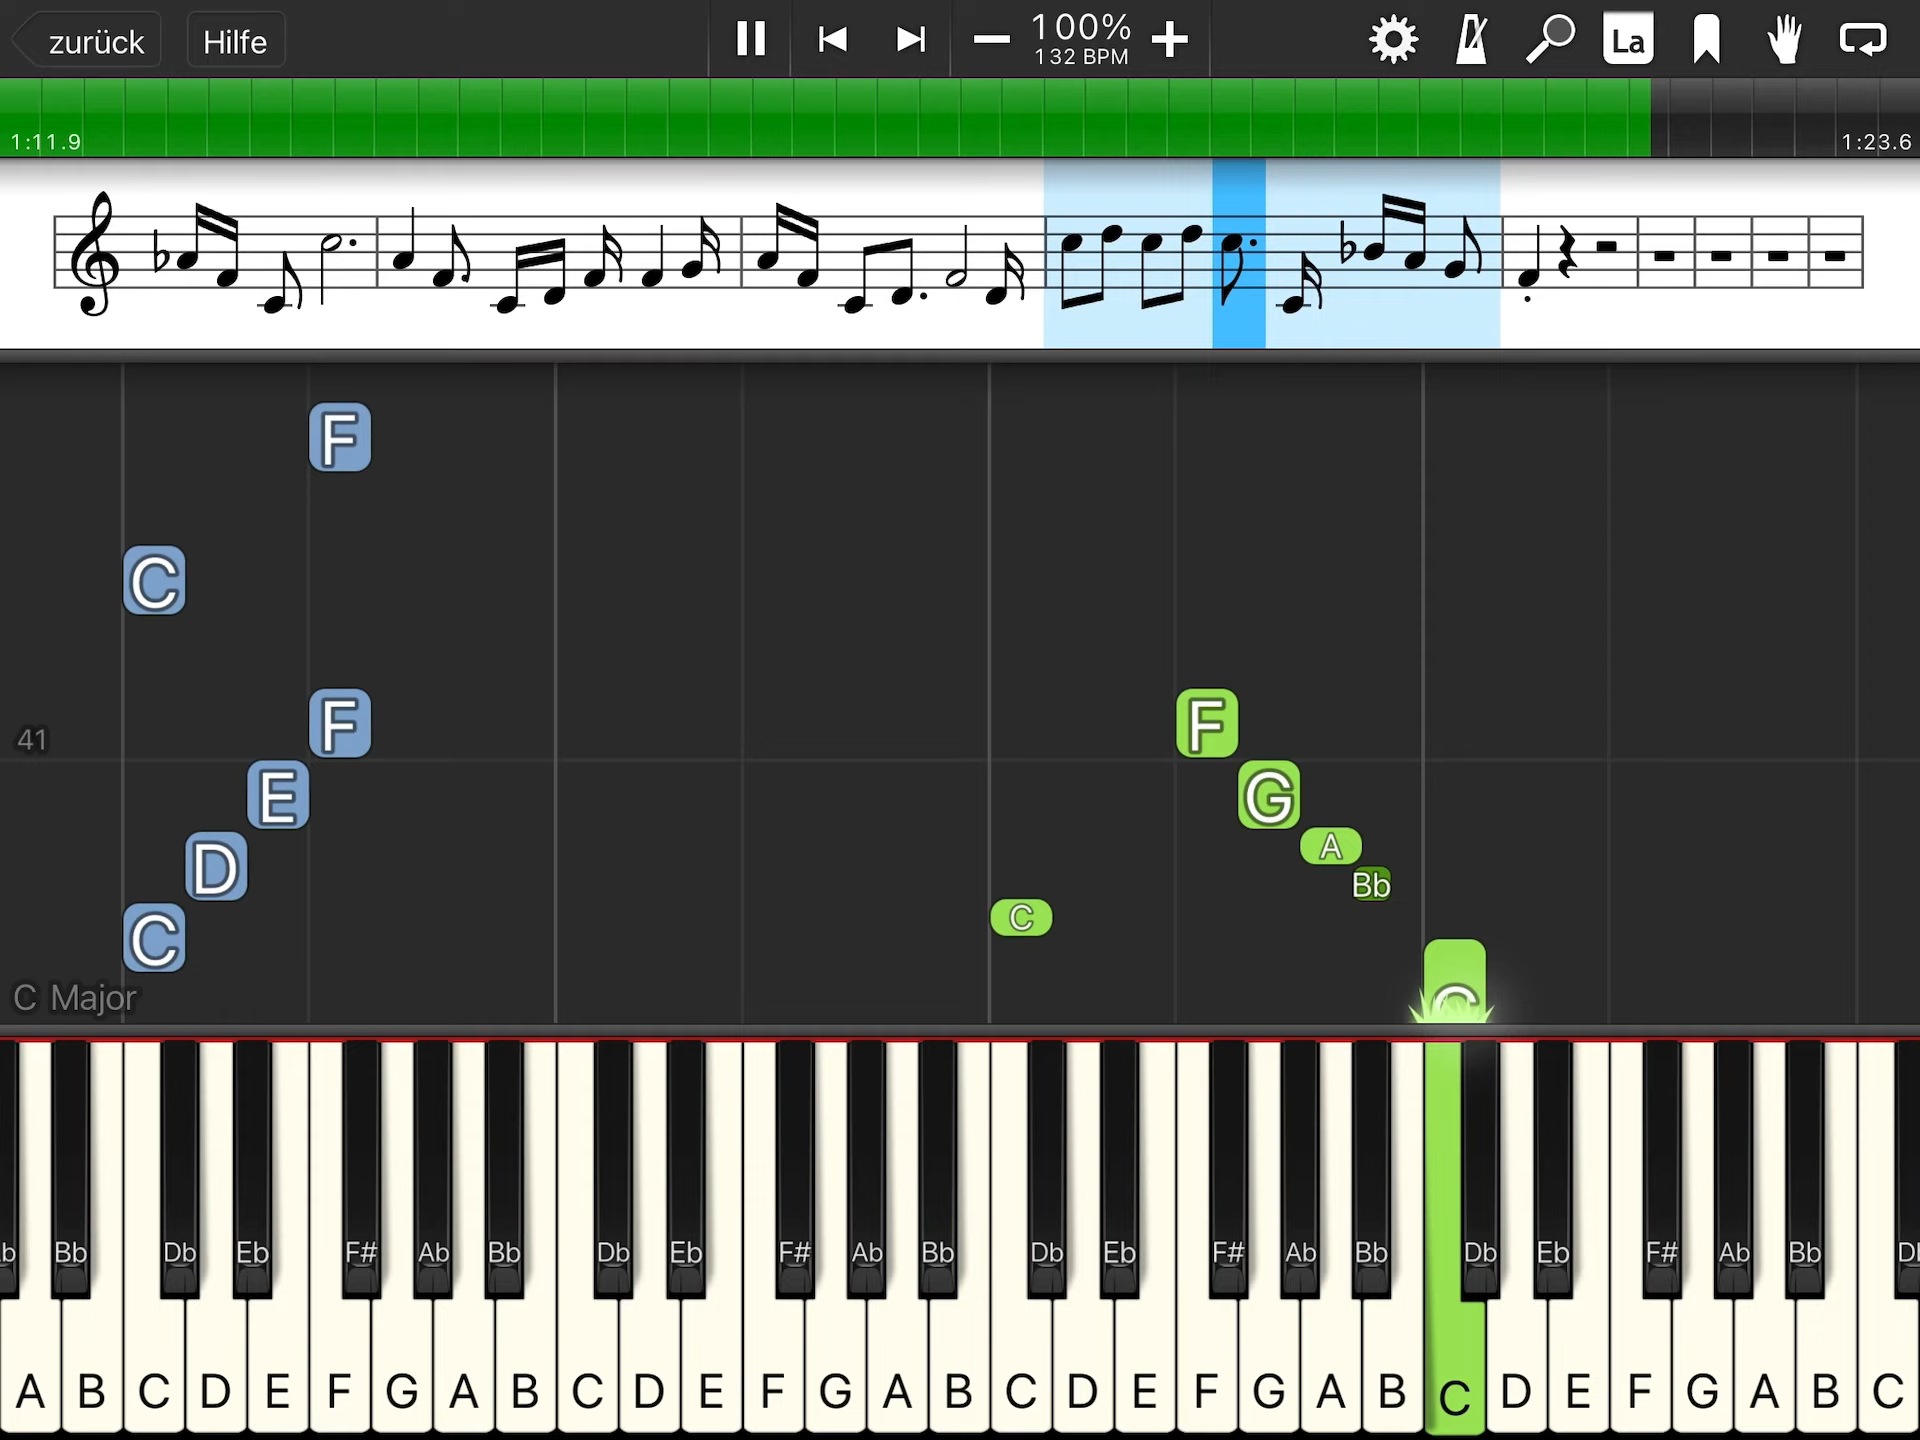 zurück Hilfe 100% La
132 BPM
1:11.9 1:23.6
F
C
F F
41
E G
D A
Bb
C C
C
C Major
b Bb Db Eb F# Ab Bb Db Eb F# Ab Bb Db Eb F# Ab Bb Db Eb F# Ab Bb D
A B C D E F G A B C D E F G A B C D E F G A B C D E F G A B C